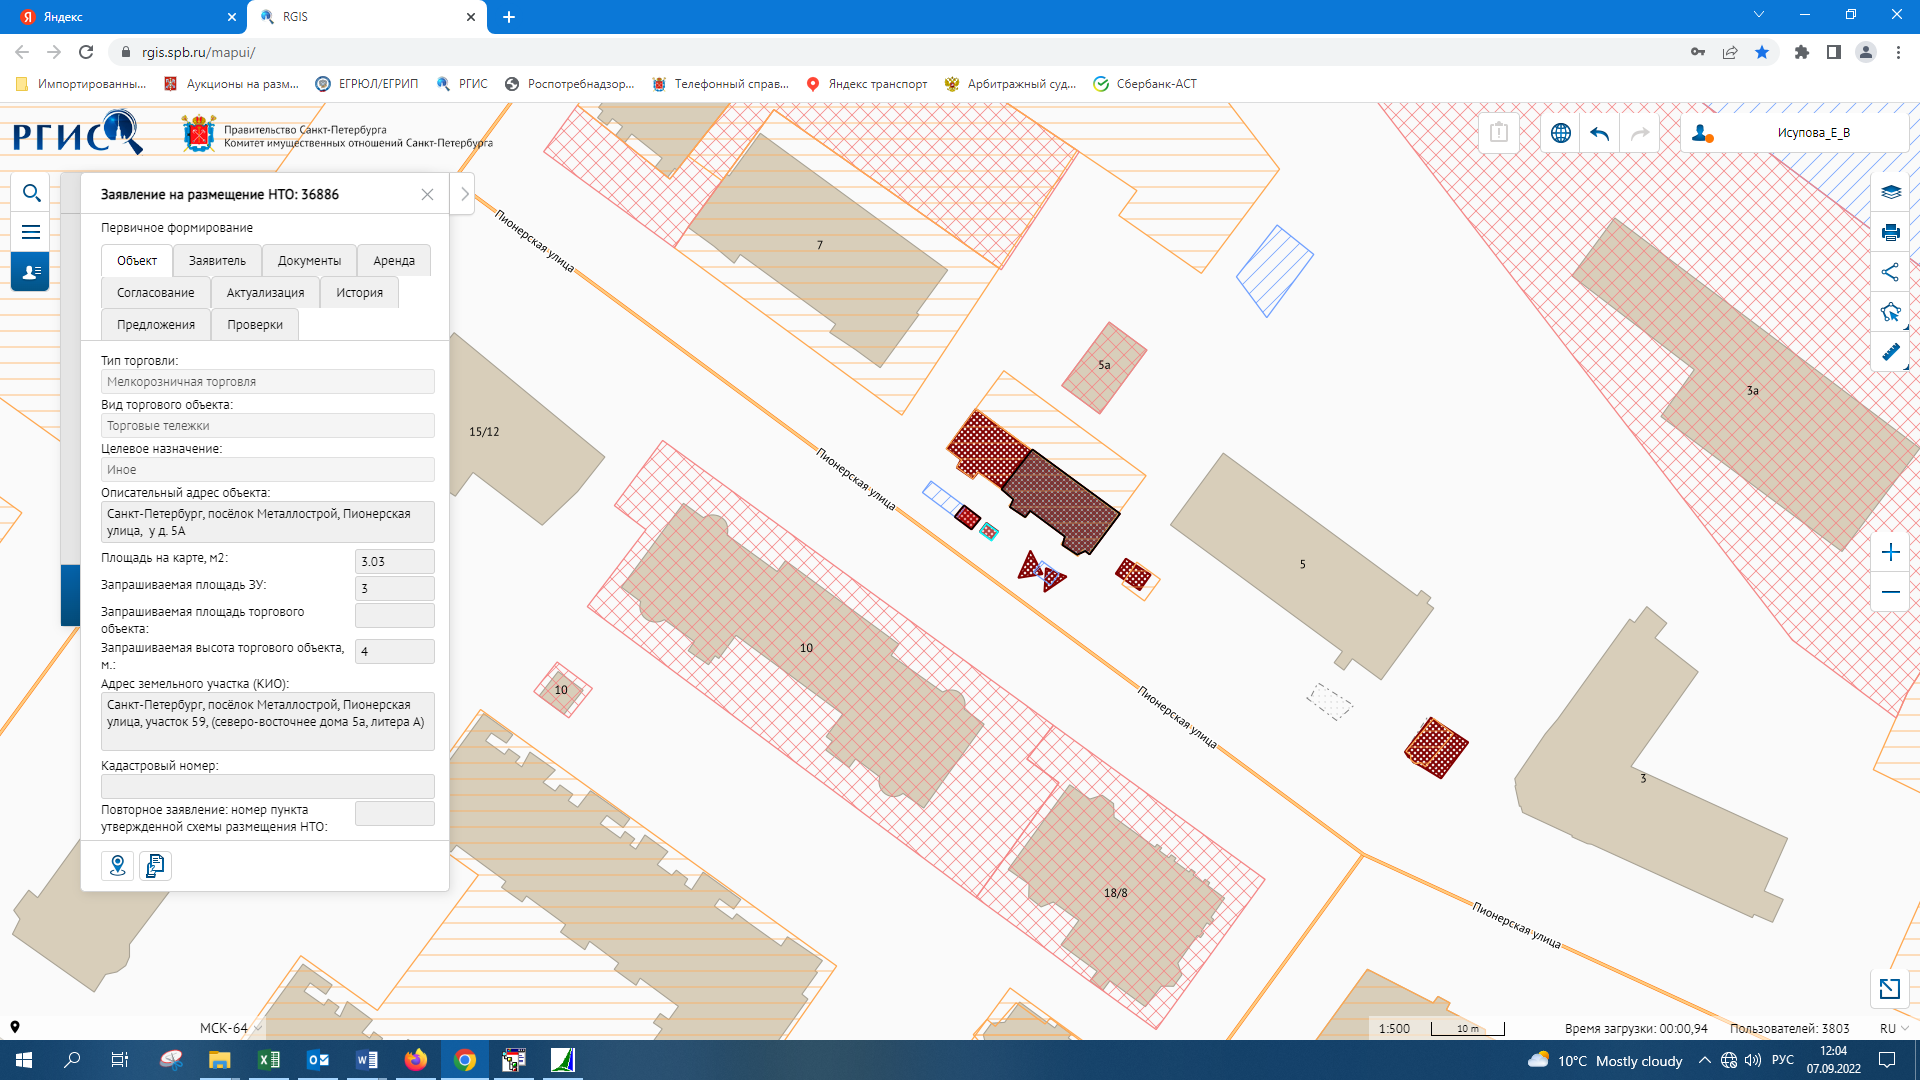 Яндекс
RGIS
rgis.spb.ru/mapui/
Импортированны...
Аукционы на разм...
ЕГРЮЛ/ЕГРИП
РГИС
Роспотребнадзор...
Телефонный справ...
Яндекс транспорт
Арбитражный суд...
Сбербанк-АСТ
РГИС
Правительство Санкт-Петербурга
Комитет имущественных отношений Санкт-Петербурга
Исупова_Е_В
Заявление на размещение НТО: 36886
Первичное формирование
Объект
Заявитель
Документы
Аренда
Согласование
Актуализация
История
Предложения
Проверки
Тип торговли:
Мелкорозничная торговля
Вид торгового объекта:
Торговые тележки
Целевое назначение:
Иное
Описательный адрес объекта:
Санкт-Петербург, посёлок Металлострой, Пионерская
улица,  у д. 5А
Площадь на карте, м2:
3.03
Запрашиваемая площадь ЗУ:
3
Запрашиваемая площадь торгового
объекта:
Запрашиваемая высота торгового объекта,
м.:
4
Адрес земельного участка (КИО):
Санкт-Петербург, посёлок Металлострой, Пионерская
улица, участок 59, (северо-восточнее дома 5а, литера А)
Кадастровый номер:
Повторное заявление: номер пункта
утвержденной схемы размещения НТО:
Пионерская улица
7
5а
3а
15/12
Пионерская улица
5
10
10
Пионерская улица
3
18/8
Пионерская улица
МСК-64
1:500
10 m
Время загрузки: 00:00,94
Пользователей: 3803
RU
10°C Mostly cloudy
РУС
12:04
07.09.2022